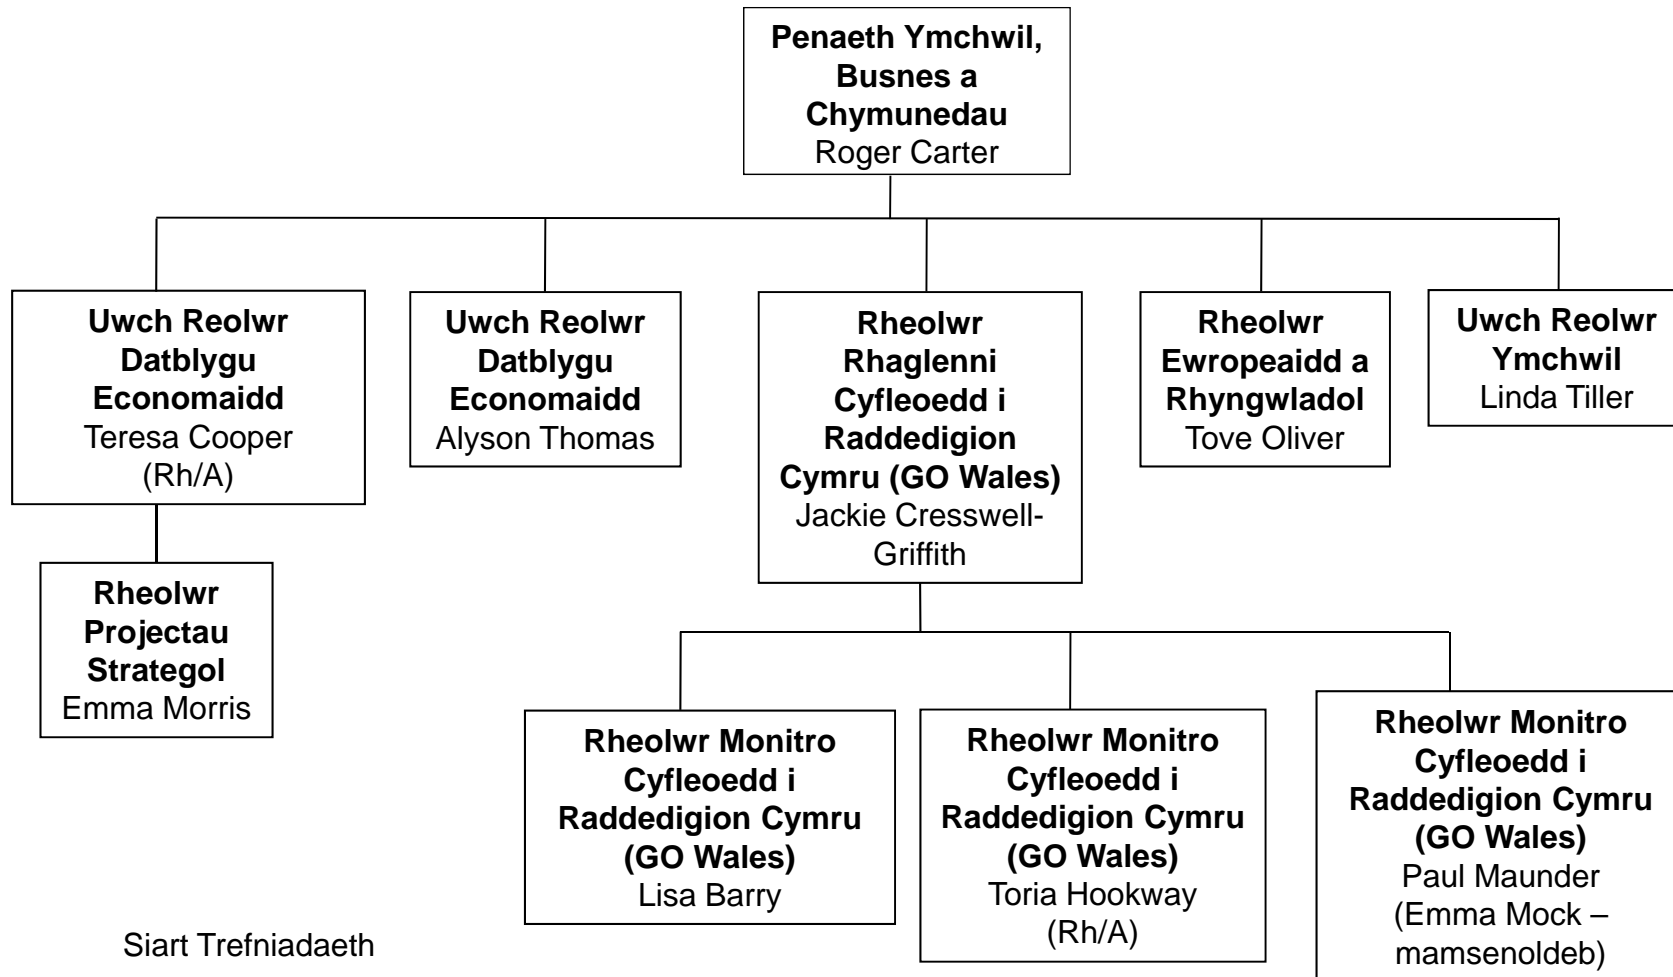 Penaeth Ymchwil,
Busnes a
Chymunedau
Roger Carter
Uwch Reolwr
Datblygu
Economaidd
Teresa Cooper
(Rh/A)
Uwch Reolwr
Datblygu
Economaidd
Alyson Thomas
Rheolwr
Rhaglenni
Cyfleoedd i
Raddedigion
Cymru (GO Wales)
Jackie Cresswell-
Griffith
Rheolwr
Ewropeaidd a
Rhyngwladol
Tove Oliver
Uwch Reolwr
Ymchwil
Linda Tiller
Rheolwr
Projectau
Strategol
Emma Morris
Rheolwr Monitro
Cyfleoedd i
Raddedigion Cymru
(GO Wales)
Lisa Barry
Rheolwr Monitro
Cyfleoedd i
Raddedigion Cymru
(GO Wales)
Toria Hookway
(Rh/A)
Rheolwr Monitro
Cyfleoedd i
Raddedigion Cymru
(GO Wales)
Paul Maunder
(Emma Mock –
mamsenoldeb)
Siart Trefniadaeth